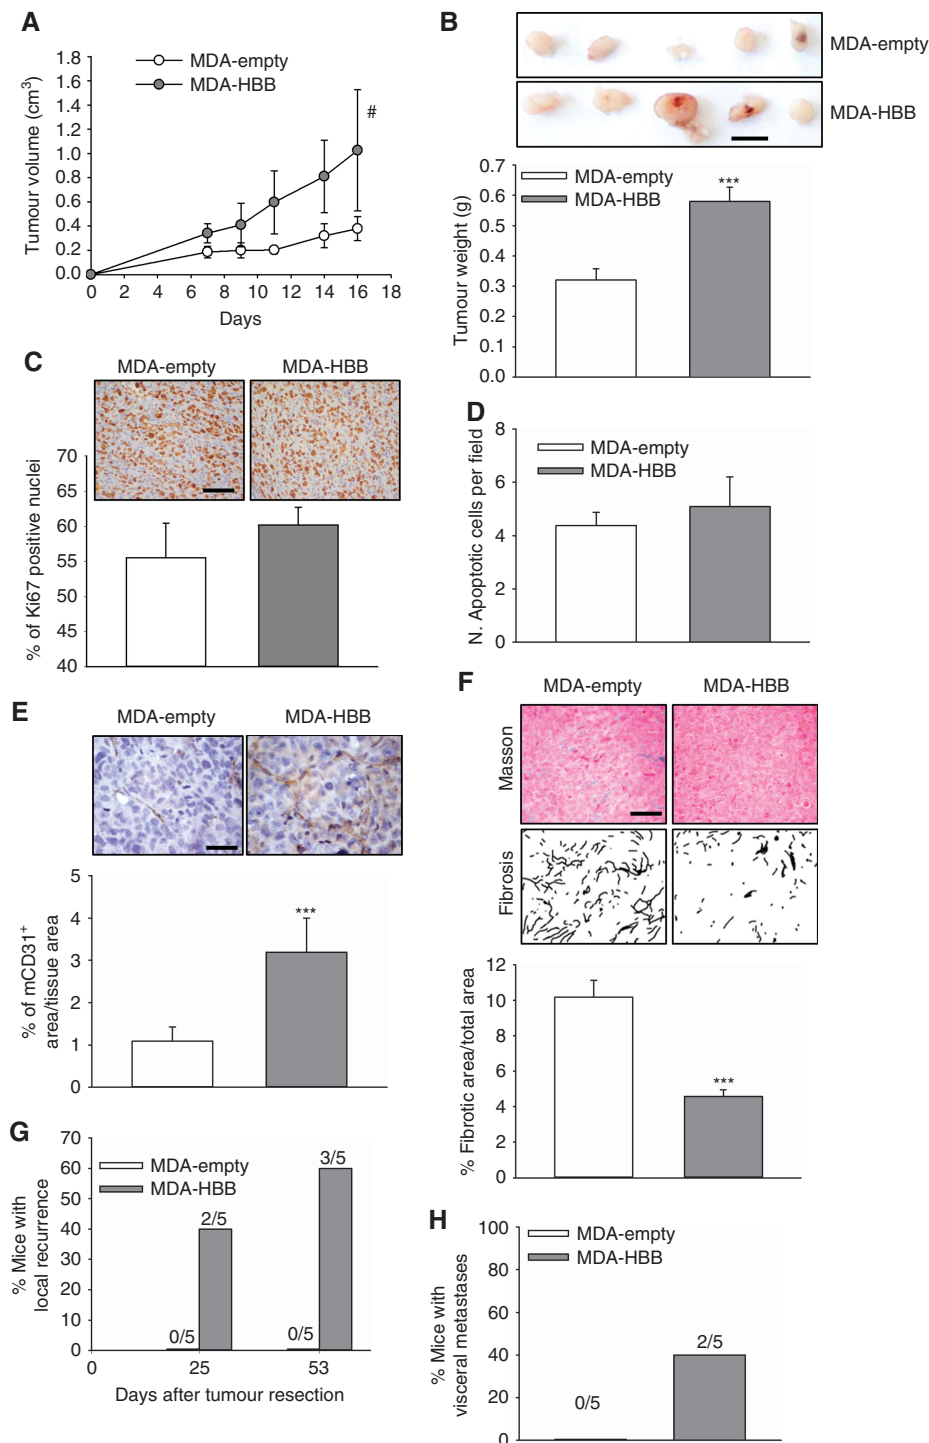 A
Tumour volume (cm³)
1.8
1.6
1.4
1.2
1.0
0.8
0.6
0.4
0.2
0.0
MDA-empty
MDA-HBB
#
0 2 4 6 8 10 12 14 16 18
Days
B
MDA-empty
MDA-HBB
Tumour weight (g)
0.7
0.6
0.5
0.4
0.3
0.2
0.1
0.0
MDA-empty
MDA-HBB
***
C
MDA-empty MDA-HBB
% of Ki67 positive nuclei
70
65
60
55
50
45
40
D
N. Apoptotic cells per field
8
6
4
2
0
MDA-empty
MDA-HBB
E
MDA-empty MDA-HBB
% of mCD31⁺
area/tissue area
5
4
3
2
1
0
***
F
MDA-empty MDA-HBB
Masson
Fibrosis
% Fibrotic area/total area
12
10
8
6
4
2
0
***
G
% Mice with
local recurrence
70
60
50
40
30
20
10
0
MDA-empty
MDA-HBB
0/5
2/5
0/5
3/5
0 25 53
Days after tumour resection
H
% Mice with
visceral metastases
100
80
60
40
20
0
MDA-empty
MDA-HBB
0/5
2/5